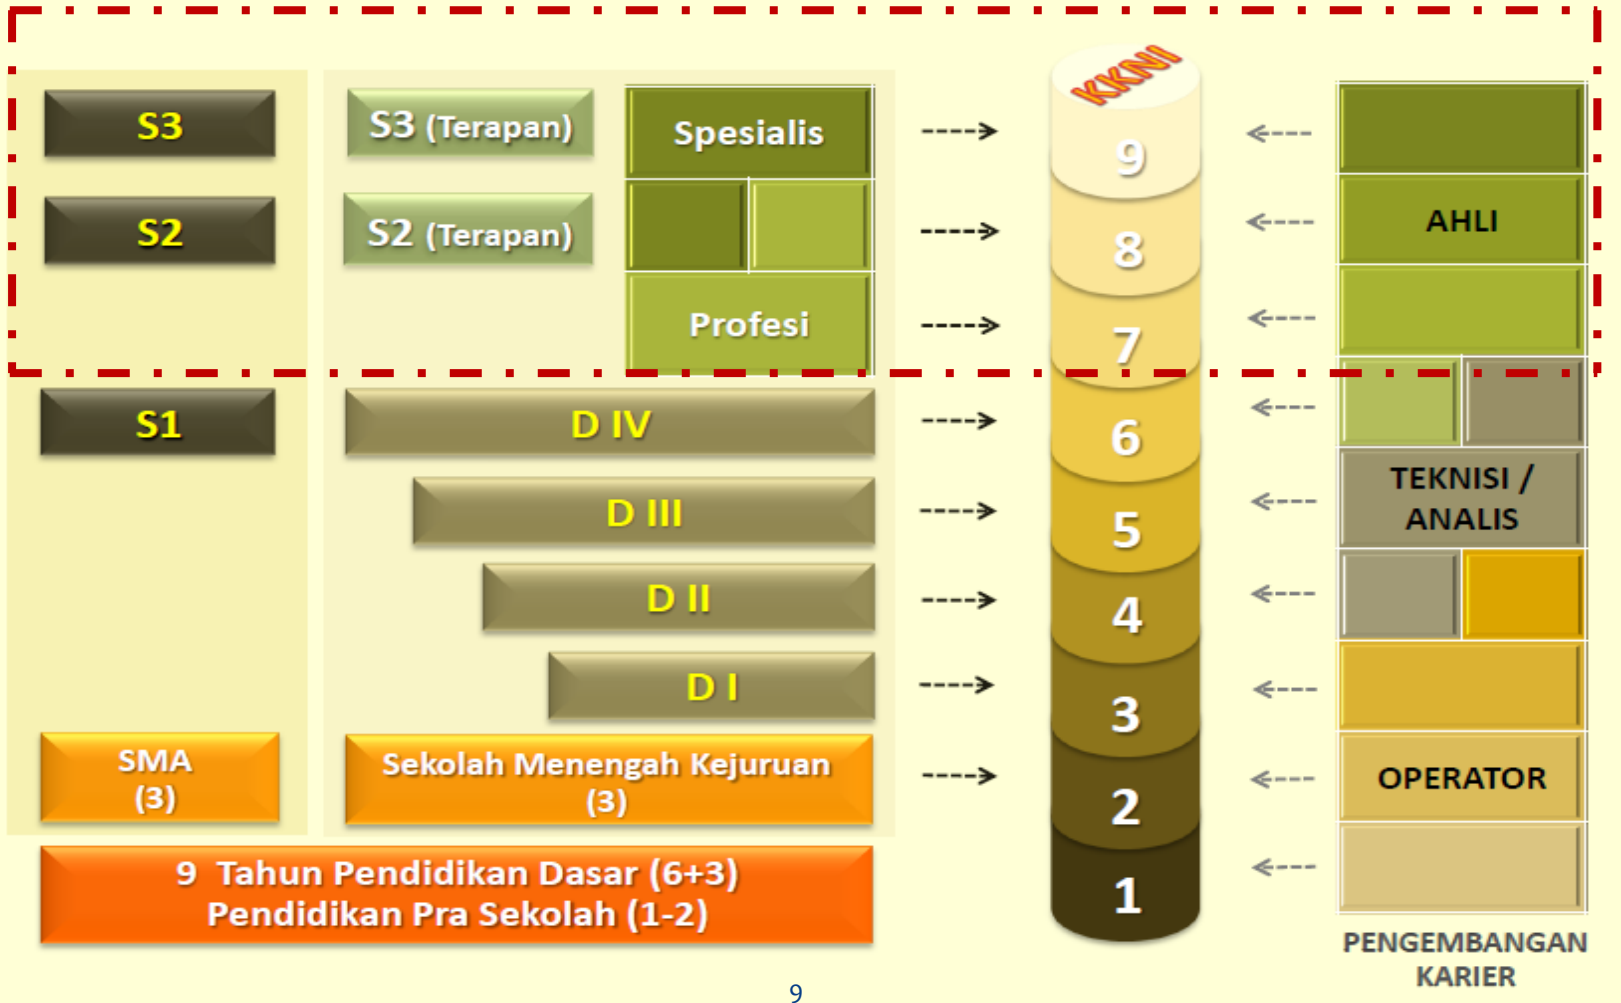 KKNI
S3
S3 (Terapan)
Spesialis
9
S2
S2 (Terapan)
8
AHLI
Profesi
7
S1
D IV
6
D III
5
TEKNISI /
ANALIS
D II
4
D I
3
SMA
(3)
Sekolah Menengah Kejuruan
(3)
2
OPERATOR
9 Tahun Pendidikan Dasar (6+3)
Pendidikan Pra Sekolah (1-2)
1
PENGEMBANGAN
KARIER
9